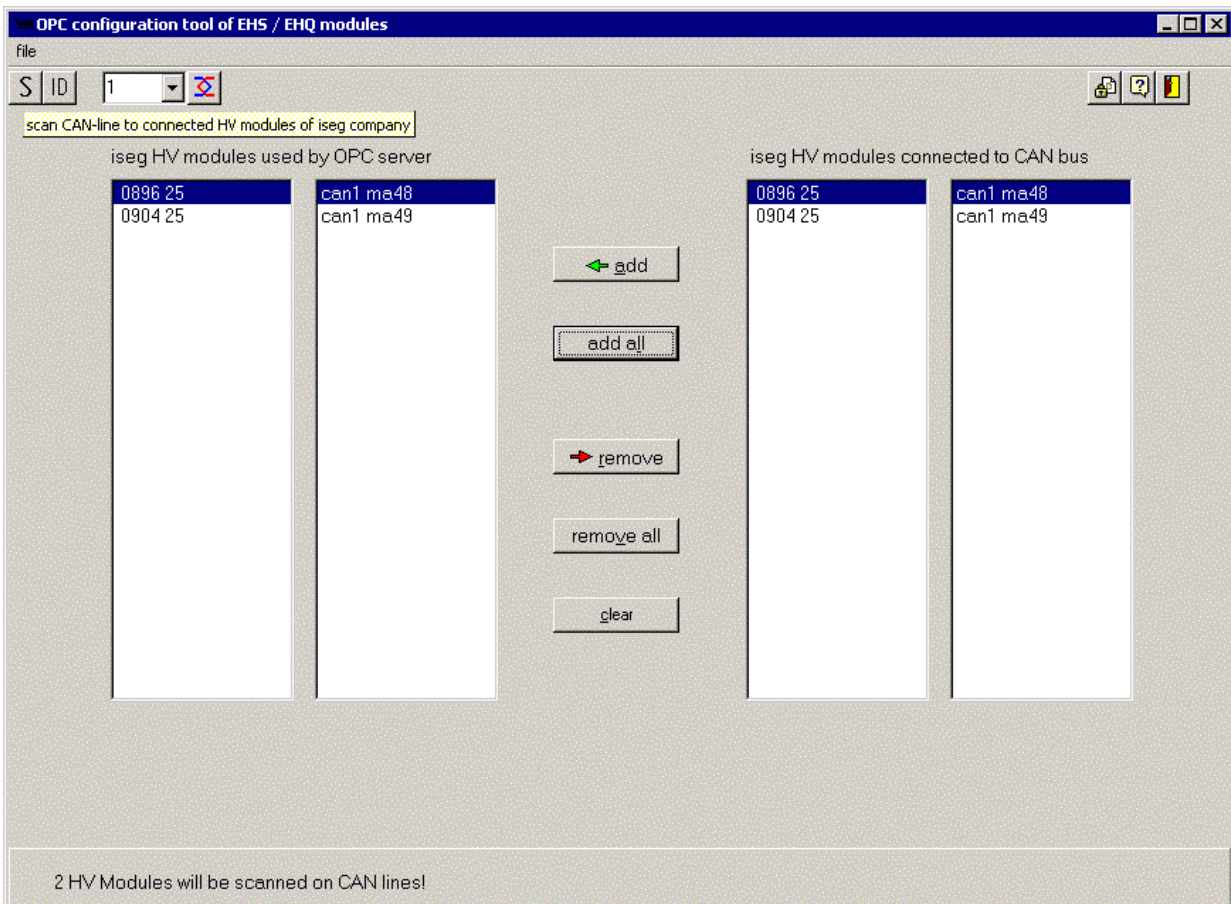 OPC configuration tool of EHS / EHQ modules
file
S ID 1
scan CAN-line to connected HV modules of iseg company
iseg HV modules used by OPC server
iseg HV modules connected to CAN bus
0896 25 can1 ma48 0896 25 can1 ma48
0904 25 can1 ma49 0904 25 can1 ma49
add
add all
remove
remove all
clear
2 HV Modules will be scanned on CAN lines!